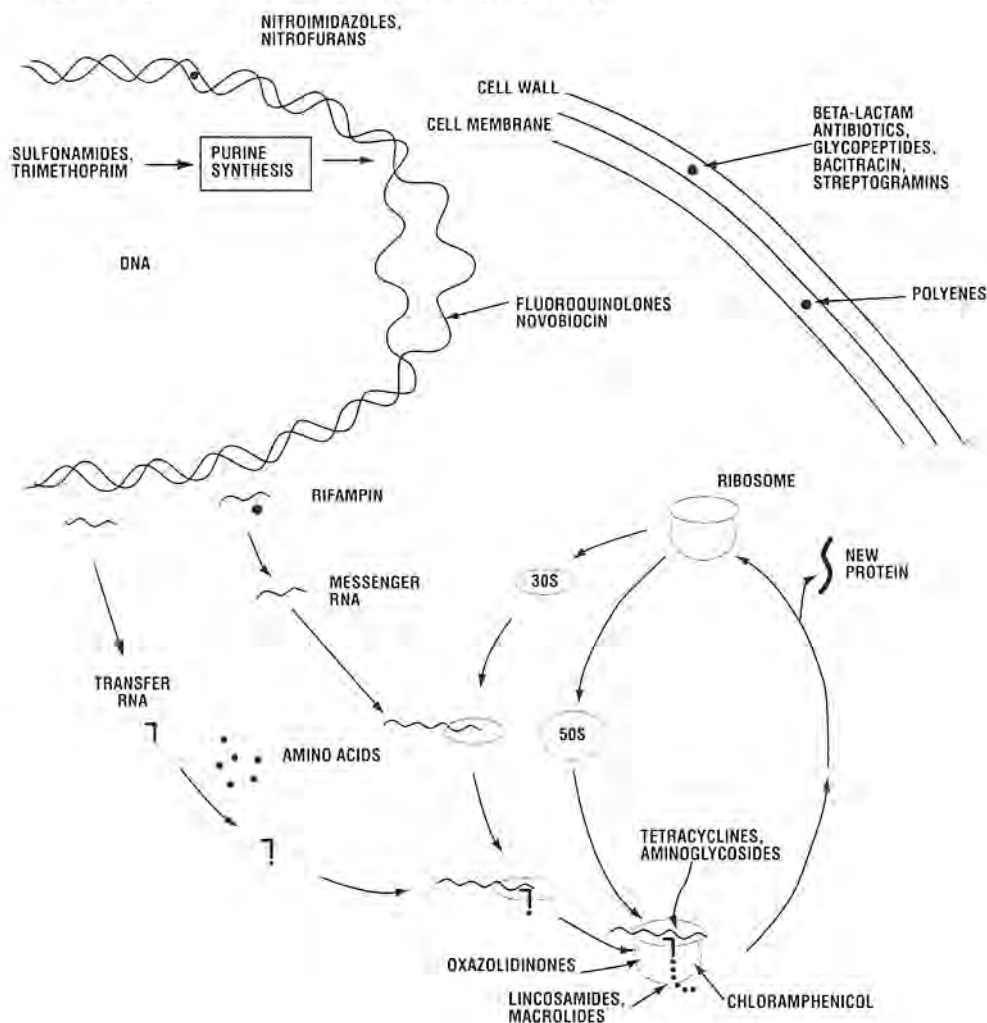 NITROIMIDAZOLES,
NITROFURANS
CELL WALL
CELL MEMBRANE
BETA-LACTAM
ANTIBIOTICS,
GLYCOPEPTIDES,
BACITRACIN,
STREPTOGRAMINS
SULFONAMIDES,
TRIMETHOPRIM
PURINE
SYNTHESIS
DNA
FLUOROQUINOLONES
NOVOBIOCIN
POLYENES
RIFAMPIN
RIBOSOME
NEW
PROTEIN
30S
MESSENGER
RNA
TRANSFER
RNA
AMINO ACIDS
50S
TETRACYCLINES,
AMINOGLYCOSIDES
OXAZOLIDINONES
LINCOSAMIDES,
MACROLIDES
CHLORAMPHENICOL